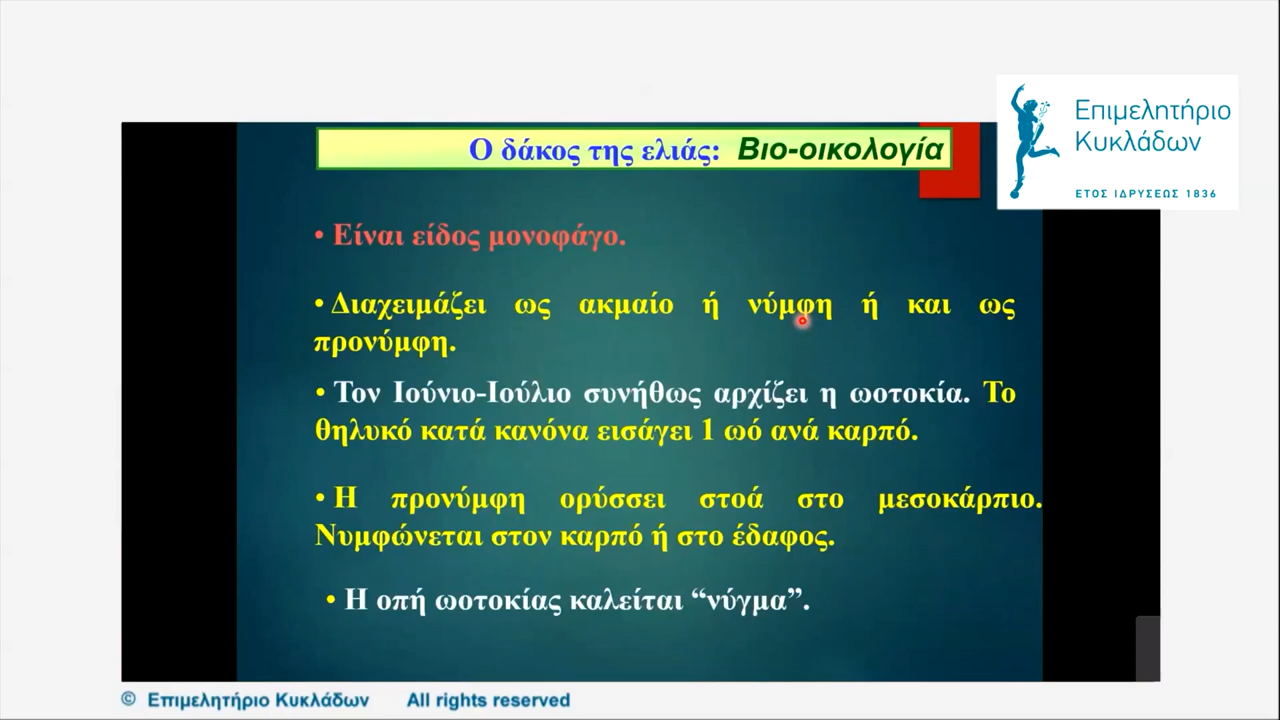 Επιμελητήριο
Κυκλάδων
ΕΤΟΣ ΙΔΡΥΣΕΩΣ 1836
Ο δάκος της ελιάς: Βιο-οικολογία
• Είναι είδος μονοφάγο.
• Διαχειμάζει ως ακμαίο ή νύμφη ή και ως
προνύμφη.
• Τον Ιούνιο-Ιούλιο συνήθως αρχίζει η ωοτοκία. Το
θηλυκό κατά κανόνα εισάγει 1 ωό ανά καρπό.
• Η προνύμφη ορύσσει στοά στο μεσοκάρπιο.
Νυμφώνεται στον καρπό ή στο έδαφος.
• Η οπή ωοτοκίας καλείται “νύγμα”.
© Επιμελητήριο Κυκλάδων All rights reserved